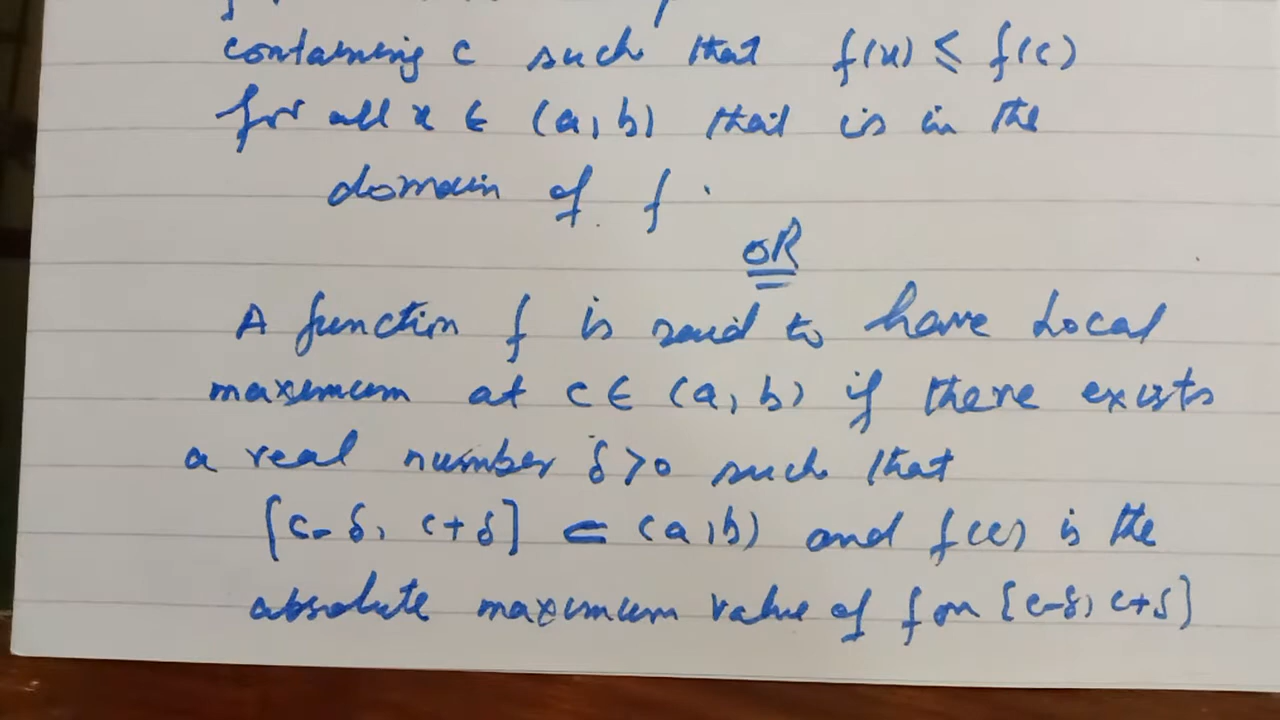 containing c such that f(x) ≤ f(c)
for all x ∈ (a, b) that is in the
domain of f.
OR
A function f is said to have Local
maximum at c ∈ (a, b) if there exists
a real number δ>0 such that
[c-δ, c+δ] ⊂ (a, b) and f(c) is the
absolute maximum value of f on [c-δ, c+δ]